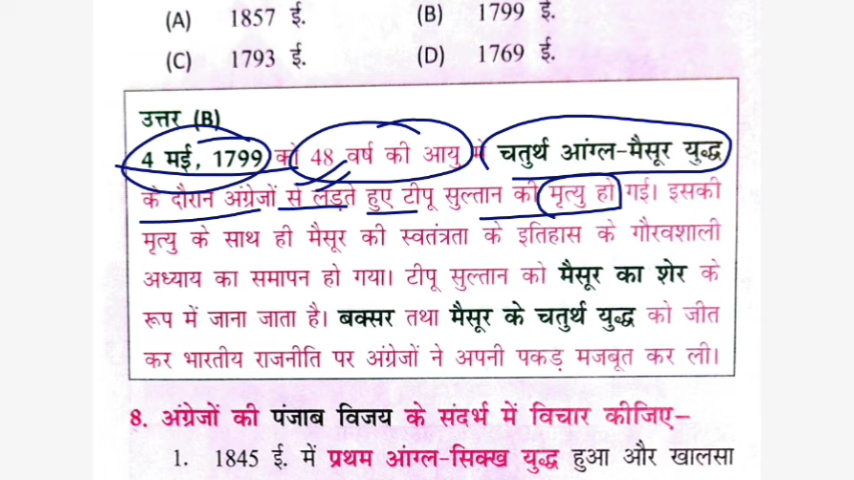 (A) 1857 ई. (B) 1799 ई.
(C) 1793 ई. (D) 1769 ई.
उत्तर (B)
4 मई, 1799 को 48 वर्ष की आयु में चतुर्थ आंग्ल-मैसूर युद्ध
के दौरान अंग्रेजों से लड़ते हुए टीपू सुल्तान की मृत्यु हो गई। इसकी
मृत्यु के साथ ही मैसूर की स्वतंत्रता के इतिहास के गौरवशाली
अध्याय का समापन हो गया। टीपू सुल्तान को मैसूर का शेर के
रूप में जाना जाता है। बक्सर तथा मैसूर के चतुर्थ युद्ध को जीत
कर भारतीय राजनीति पर अंग्रेजों ने अपनी पकड़ मजबूत कर ली।
8. अंग्रेजों की पंजाब विजय के संदर्भ में विचार कीजिए–
1. 1845 ई. में प्रथम आंग्ल-सिक्ख युद्ध हुआ और खालसा